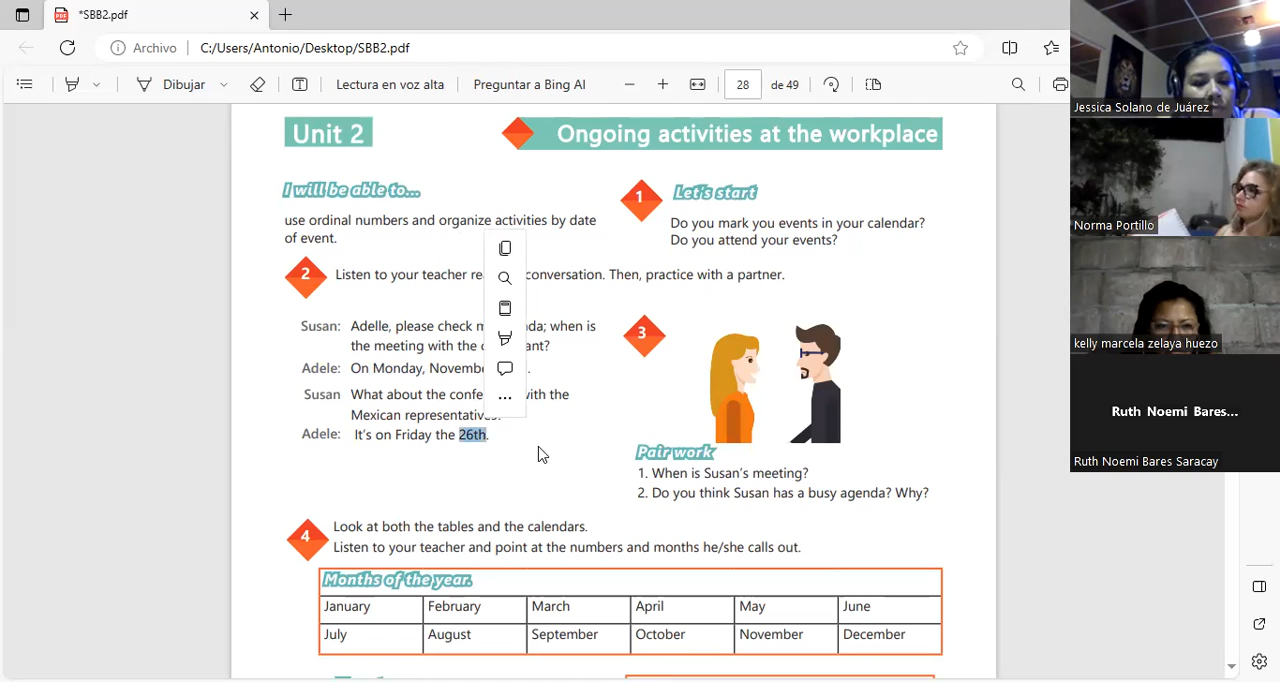 *SBB2.pdf
Archivo
C:/Users/Antonio/Desktop/SBB2.pdf
Dibujar
Lectura en voz alta
Preguntar a Bing AI
28
de 49
Unit 2
Ongoing activities at the workplace
I will be able to...
use ordinal numbers and organize activities by date
of event.
1
Let's start
Do you mark you events in your calendar?
Do you attend your events?
2
Listen to your teacher conversation. Then, practice with a partner.
Susan: Adelle, please check when is
the meeting with the
Adele: On Monday,
Susan What about the with the
Mexican
Adele: It's on Friday the 26th.
3
Pair work
1. When is Susan's meeting?
2. Do you think Susan has a busy agenda? Why?
4
Look at both the tables and the calendars.
Listen to your teacher and point at the numbers and months he/she calls out.
Months of the year.
January February March April May June
July August September October November December
Jessica Solano de Juárez
Norma Portillo
kelly marcela zelaya huezo
Ruth Noemi Bares...
Ruth Noemi Bares Saracay